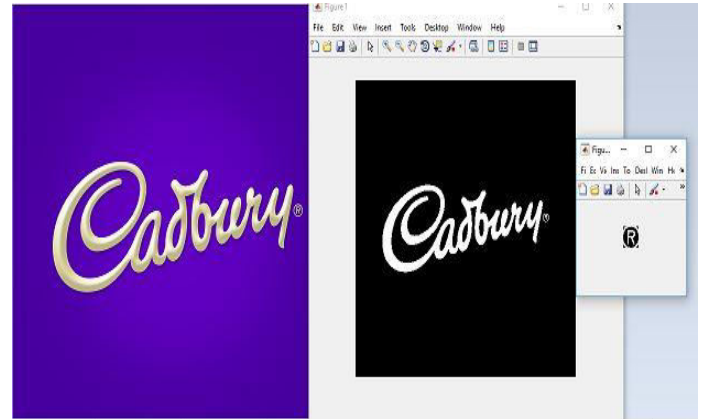 Cadbury®
Figure 1
File Edit View Insert Tools Desktop Window Help
Cadbury
Figu...
Fi Ec Vi Ins To Desl Win He
®